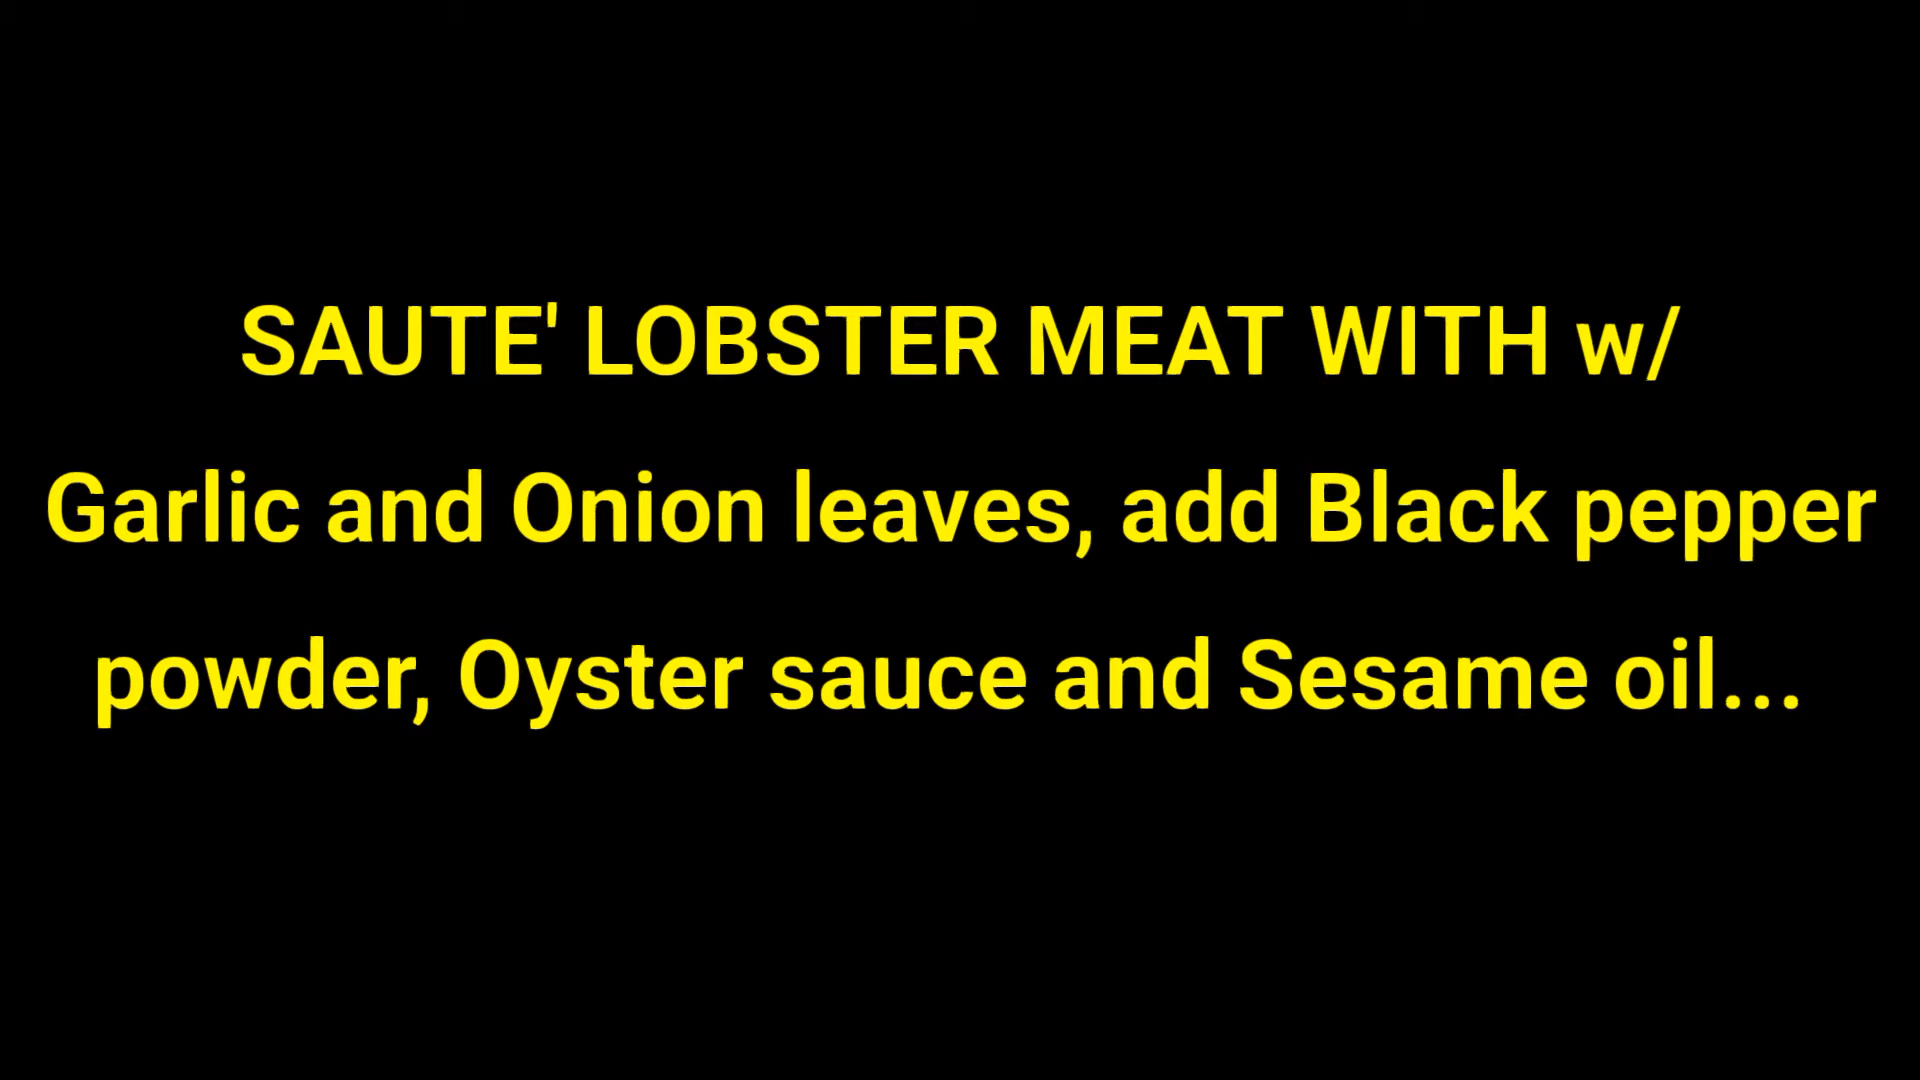 SAUTE' LOBSTER MEAT WITH w/
Garlic and Onion leaves, add Black pepper
powder, Oyster sauce and Sesame oil...